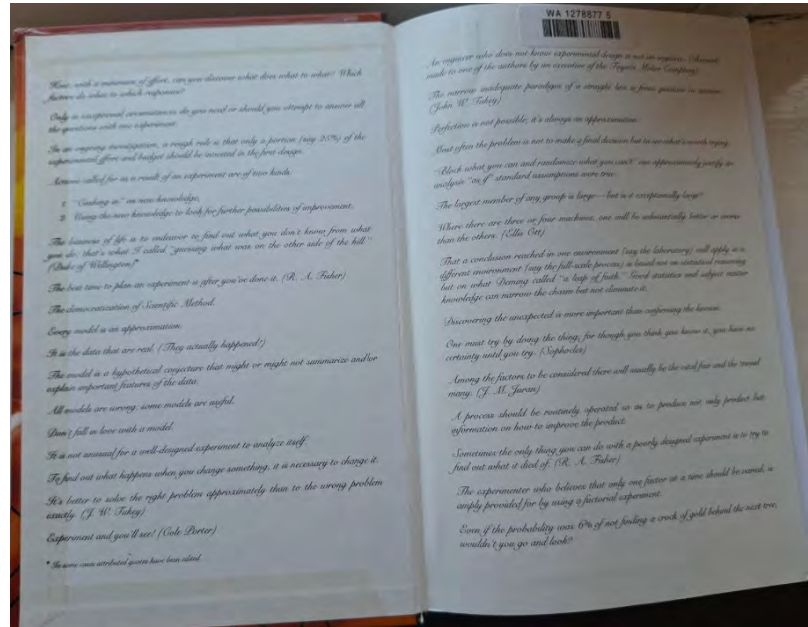 How, with a minimum of effort, can you discover what does what to what? Which
factors do what to which responses?
Only in exceptional circumstances do you need or should you attempt to answer all
the questions with one experiment.
In an ongoing investigation, a rough rule is that only a portion (say 25%) of the
experimental effort and budget should be invested in the first design.
Actions called for as a result of an experiment are of two kinds:
1 "Cashing in" on new knowledge,
2 Using the new knowledge to look for further possibilities of improvement.
The business of life is to endeavor to find out what you don't know from what
you do; that's what I called "guessing what was on the other side of the hill."
(Duke of Wellington)*
The best time to plan an experiment is after you've done it. (R. A. Fisher)
The democratization of Scientific Method.
Every model is an approximation.
It is the data that are real. (They actually happened!)
The model is a hypothetical conjecture that might or might not summarize and/or
explain important features of the data.
All models are wrong; some models are useful.
Don't fall in love with a model.
It is not unusual for a well-designed experiment to analyze itself.
To find out what happens when you change something, it is necessary to change it.
It's better to solve the right problem approximately than to the wrong problem
exactly. (J. W. Tukey)
Experiment and you'll see! (Cole Porter)
* In some cases attributed quotes have been edited.
WA 1278877 5
An engineer who does not know experimental design is not an engineer. (Comment
made to one of the authors by an executive of the Toyota Motor Company)
The narrow inadequate paradigm of a straight line is from
(John W. Tukey)
Perfection is not possible; it's always an approximation.
Most often the problem is not to make a final decision but to see what's worth trying.
"Block what you can and randomize what you can't" can approximately justify an
analysis "as if" standard assumptions were true.
The largest member of any group is large—but is it exceptionally large?
Where there are three or four machines, one will be substantially better or worse
than the others. (Ellis Ott)
That a conclusion reached in one environment (say the laboratory) will apply in a
different environment (say the full-scale process) is based not on statistical reasoning
but on what Deming called "a leap of faith." Good statistics and subject matter
knowledge can narrow the chasm but not eliminate it.
Discovering the unexpected is more important than confirming the known.
One must try by doing the thing; for though you think you know it, you have no
certainty until you try. (Sophocles)
Among the factors to be considered there will usually be the vital few and the trivial
many. (J. M. Juran)
A process should be routinely operated so as to produce not only product but
information on how to improve the product.
Sometimes the only thing you can do with a poorly designed experiment is to try to
find out what it died of. (R. A. Fisher)
The experimenter who believes that only one factor at a time should be varied, is
amply provided for by using a factorial experiment.
Even if the probability was 6% of not finding a crock of gold behind the next tree,
wouldn't you go and look?